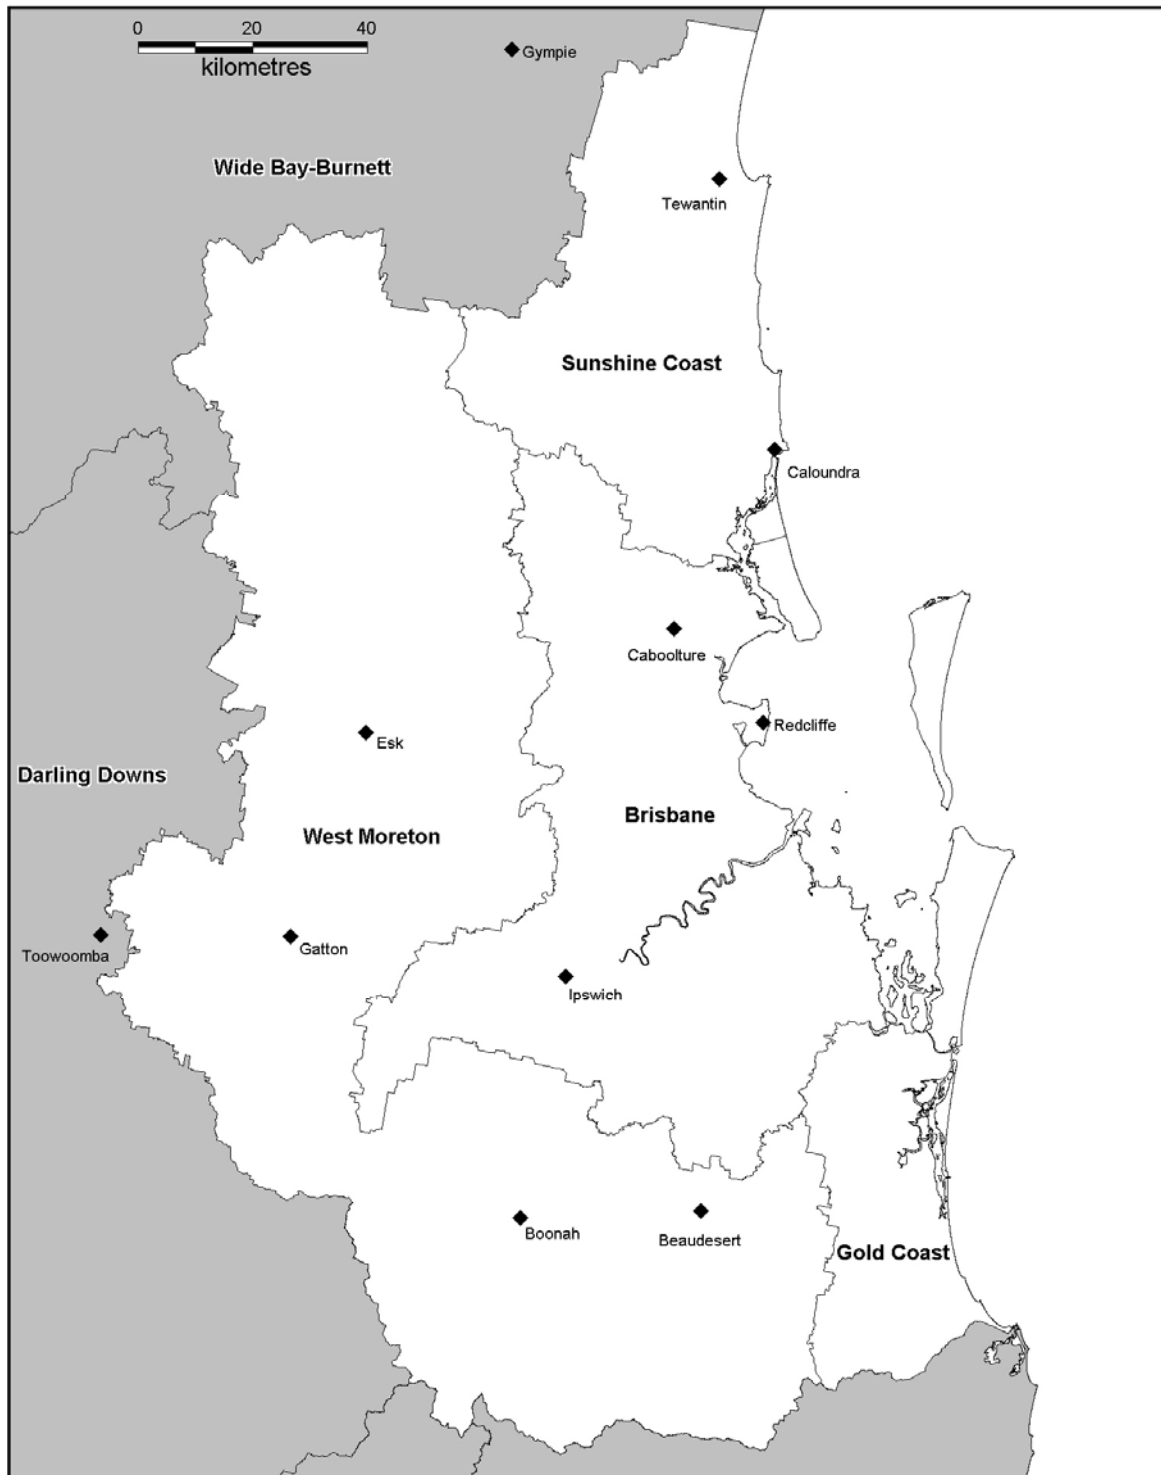 0 20 40
kilometres
Gympie
Wide Bay-Burnett
Tewantin
Sunshine Coast
Caloundra
Caboolture
Redcliffe
Esk
Darling Downs
Brisbane
West Moreton
Toowoomba
Gatton
Ipswich
Boonah
Beaudesert
Gold Coast